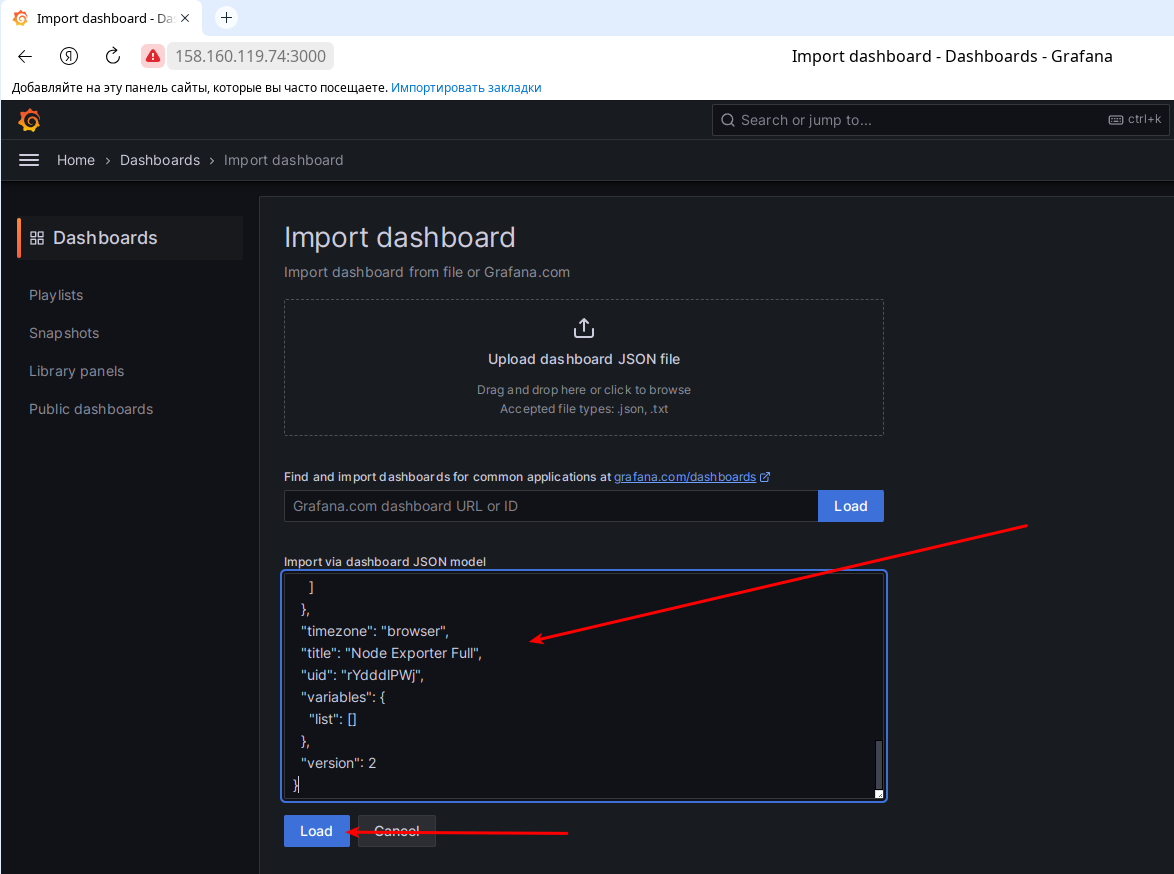 Import dashboard - Da
158.160.119.74:3000
Import dashboard - Dashboards - Grafana
Добавляйте на эту панель сайты, которые вы часто посещаете. Импортировать закладки
Search or jump to...
ctrl+k
Home › Dashboards › Import dashboard
Dashboards
Playlists
Snapshots
Library panels
Public dashboards
Import dashboard
Import dashboard from file or Grafana.com
Upload dashboard JSON file
Drag and drop here or click to browse
Accepted file types: .json, .txt
Find and import dashboards for common applications at grafana.com/dashboards
Grafana.com dashboard URL or ID
Load
Import via dashboard JSON model
]
},
"timezone": "browser",
"title": "Node Exporter Full",
"uid": "rYdddlPWj",
"variables": {
"list": []
},
"version": 2
}
Load
Cancel